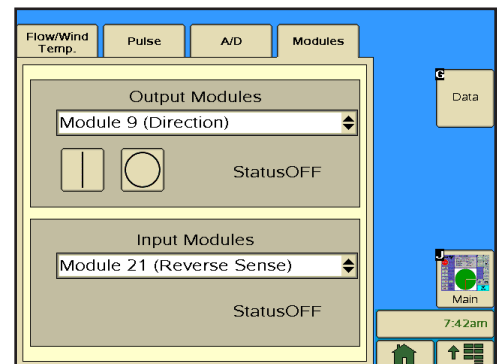 Flow/Wind
Temp.
Pulse
A/D
Modules
Output Modules
Module 9 (Direction)
StatusOFF
Input Modules
Module 21 (Reverse Sense)
StatusOFF
G
Data
J
Main
7:42am